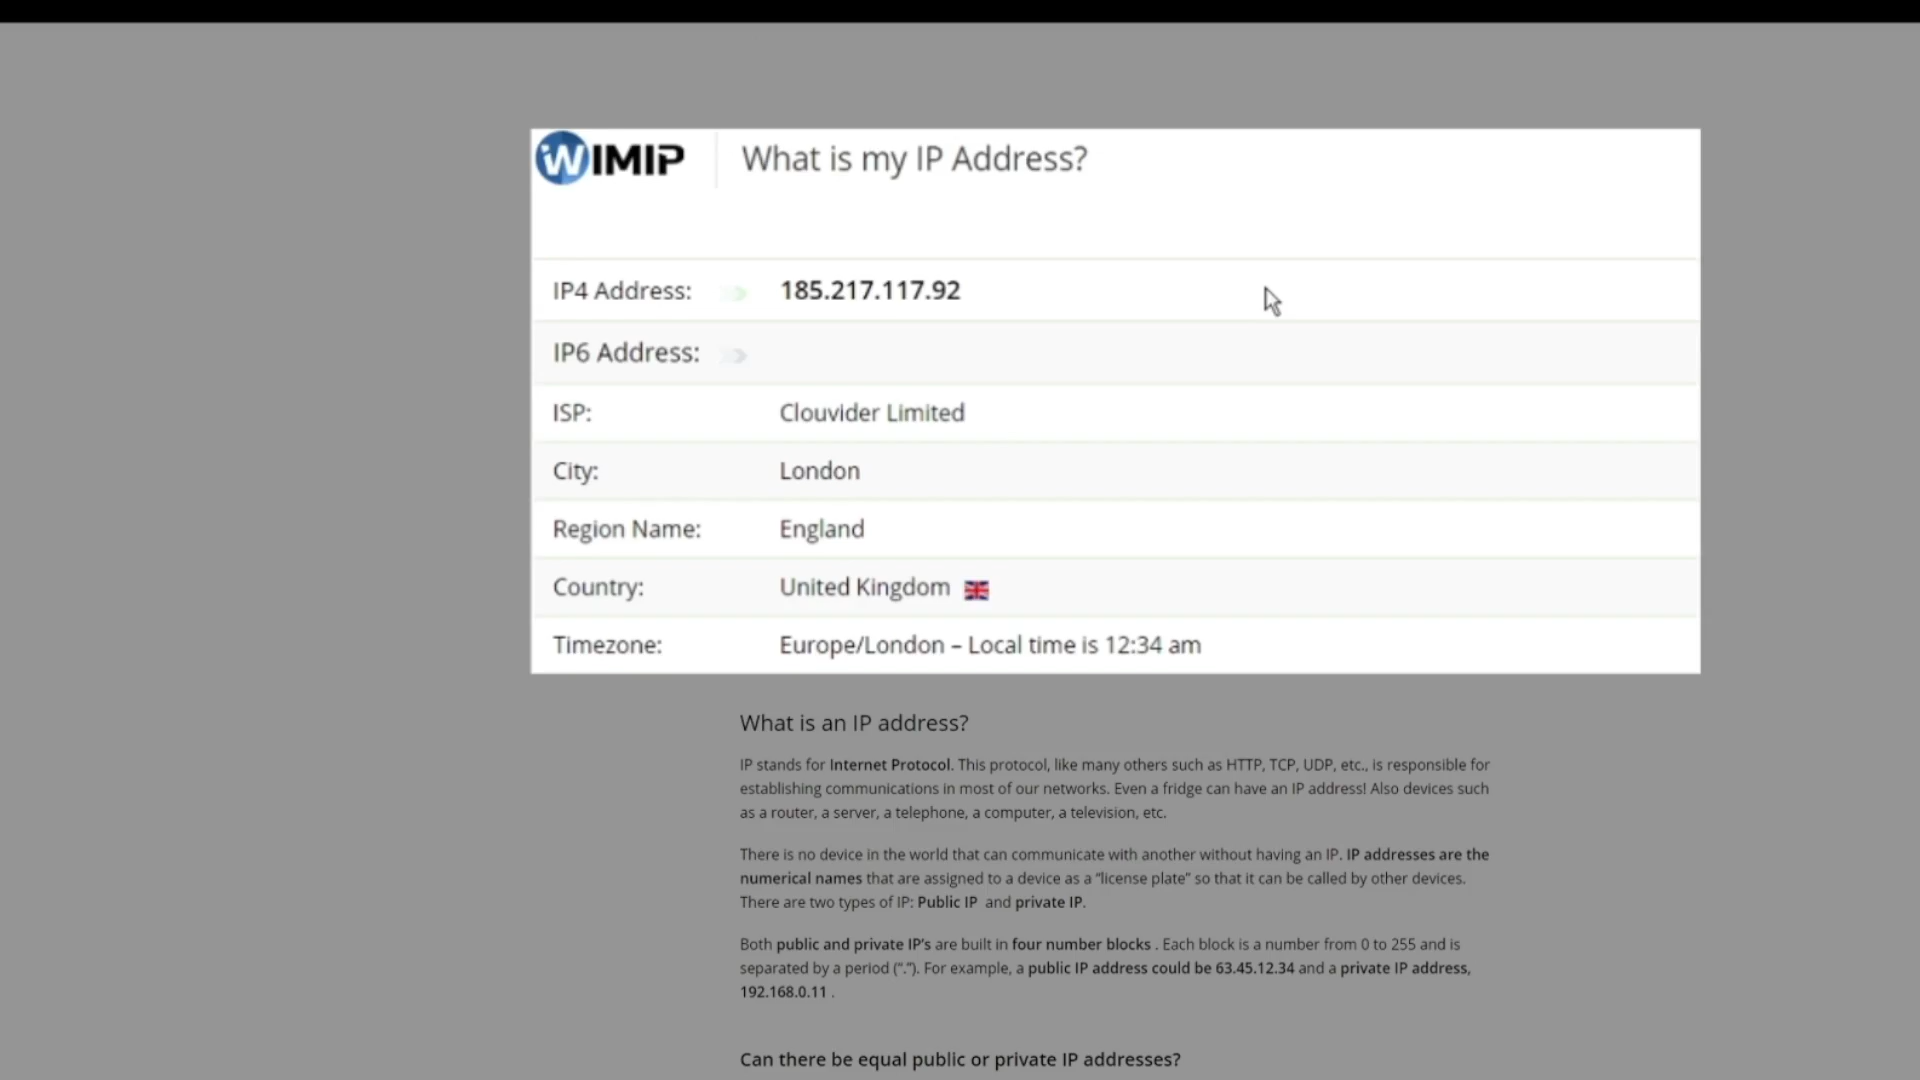 WIMIP
What is my IP Address?
IP4 Address: 185.217.117.92
IP6 Address:
ISP: Clouvider Limited
City: London
Region Name: England
Country: United Kingdom
Timezone: Europe/London – Local time is 12:34 am
What is an IP address?
IP stands for Internet Protocol. This protocol, like many others such as HTTP, TCP, UDP, etc., is responsible for
establishing communications in most of our networks. Even a fridge can have an IP address! Also devices such
as a router, a server, a telephone, a computer, a television, etc.
There is no device in the world that can communicate with another without having an IP. IP addresses are the
numerical names that are assigned to a device as a “license plate” so that it can be called by other devices.
There are two types of IP: Public IP and private IP.
Both public and private IP’s are built in four number blocks . Each block is a number from 0 to 255 and is
separated by a period (“.”). For example, a public IP address could be 63.45.12.34 and a private IP address,
192.168.0.11 .
Can there be equal public or private IP addresses?